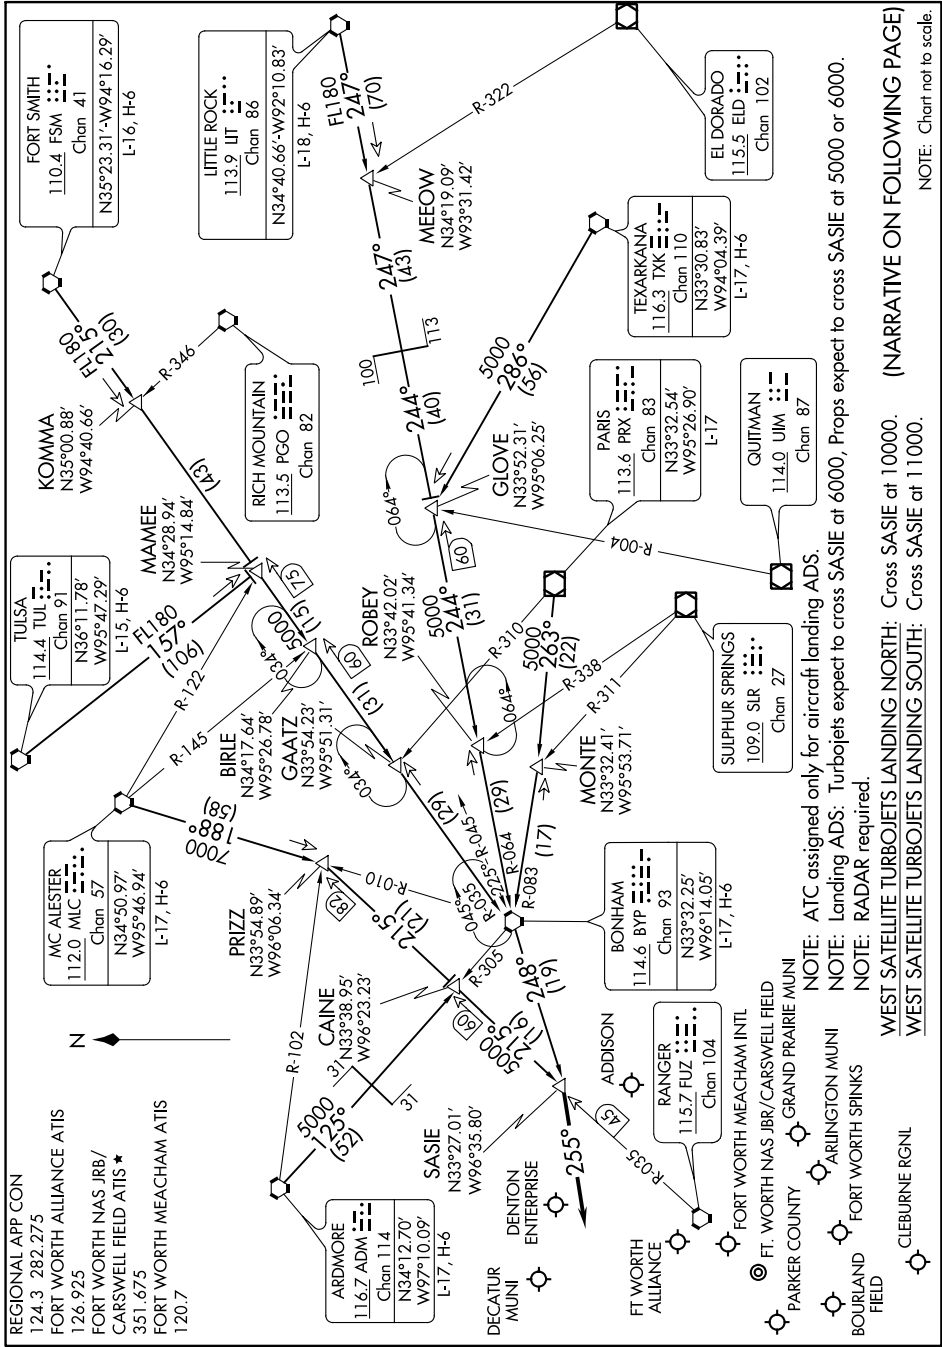 REGIONAL APP CON
124.3 282.275
FORT WORTH ALLIANCE ATIS
126.925
FORT WORTH NAS JRB/
CARSWELL FIELD ATIS ★
351.675
FORT WORTH MEACHAM ATIS
120.7
N
MC ALESTER
112.0 MLC
Chan 57
N34°50.97'
W95°46.94'
L-17, H-6
TULSA
114.4 TUL
Chan 91
N36°11.78'
W95°47.29'
L-15, H-6
FORT SMITH
110.4 FSM
Chan 41
N35°23.31'-W94°16.29'
L-16, H-6
LITTLE ROCK
113.9 LIT
Chan 86
N34°40.66'-W92°10.83'
L-18, H-6
RICH MOUNTAIN
113.5 PGO
Chan 82
KOMMA
N35°00.88'
W94°40.66'
FL180
215°
(30)
R-346
(43)
MAMEE
N34°28.94'
W95°14.84'
FL180
157°
(106)
R-122
R-145
75
(15)
5000
034°
60
BIRLE
N34°17.64'
W95°26.78'
GAATZ
N33°54.23'
W95°51.31'
(31)
034°
(29)
7000
188°
(58)
PRIZZ
N33°54.89'
W96°06.34'
82
R-010
R-102
215°
(21)
CAINE
N33°38.95'
W96°23.23'
60
R-305
5000
215°
(16)
5000
125°
(52)
31
31
ARDMORE
116.7 ADM
Chan 114
N34°12.70'
W97°10.09'
L-17, H-6
SASIE
N33°27.01'
W96°35.80'
255°
248°
(19)
45
R-035
045°
R-035
225°-R-045
R-064
R-083
FL180
247°
(70)
MEEOW
N34°19.09'
W93°31.42'
R-322
247°
(43)
100
113
244°
(40)
064°
GLOVE
N33°52.31'
W95°06.25'
60
5000
286°
(56)
R-004
5000
244°
(31)
ROBEY
N33°42.02'
W95°41.34'
R-310
064°
(29)
5000
263°
(22)
R-338
R-311
MONTE
N33°32.41'
W95°53.71'
(17)
EL DORADO
115.5 ELD
Chan 102
TEXARKANA
116.3 TXK
Chan 110
N33°30.83'
W94°04.39'
L-17, H-6
PARIS
113.6 PRX
Chan 83
N33°32.54'
W95°26.90'
L-17
QUITMAN
114.0 UIM
Chan 87
SULPHUR SPRINGS
109.0 SLR
Chan 27
BONHAM
114.6 BYP
Chan 93
N33°32.25'
W96°14.05'
L-17, H-6
RANGER
115.7 FUZ
Chan 104
ADDISON
DENTON
ENTERPRISE
DECATUR
MUNI
FT WORTH
ALLIANCE
FORT WORTH MEACHAM INTL
FT. WORTH NAS JBR/CARSWELL FIELD
GRAND PRAIRIE MUNI
PARKER COUNTY
ARLINGTON MUNI
BOURLAND
FIELD
FORT WORTH SPINKS
CLEBURNE RGNL
NOTE: ATC assigned only for aircraft landing ADS.
NOTE: Landing ADS: Turbojets expect to cross SASIE at 6000, Props expect to cross SASIE at 5000 or 6000.
NOTE: RADAR required.
WEST SATELLITE TURBOJETS LANDING NORTH: Cross SASIE at 10000.
WEST SATELLITE TURBOJETS LANDING SOUTH: Cross SASIE at 11000.
(NARRATIVE ON FOLLOWING PAGE)
NOTE: Chart not to scale.